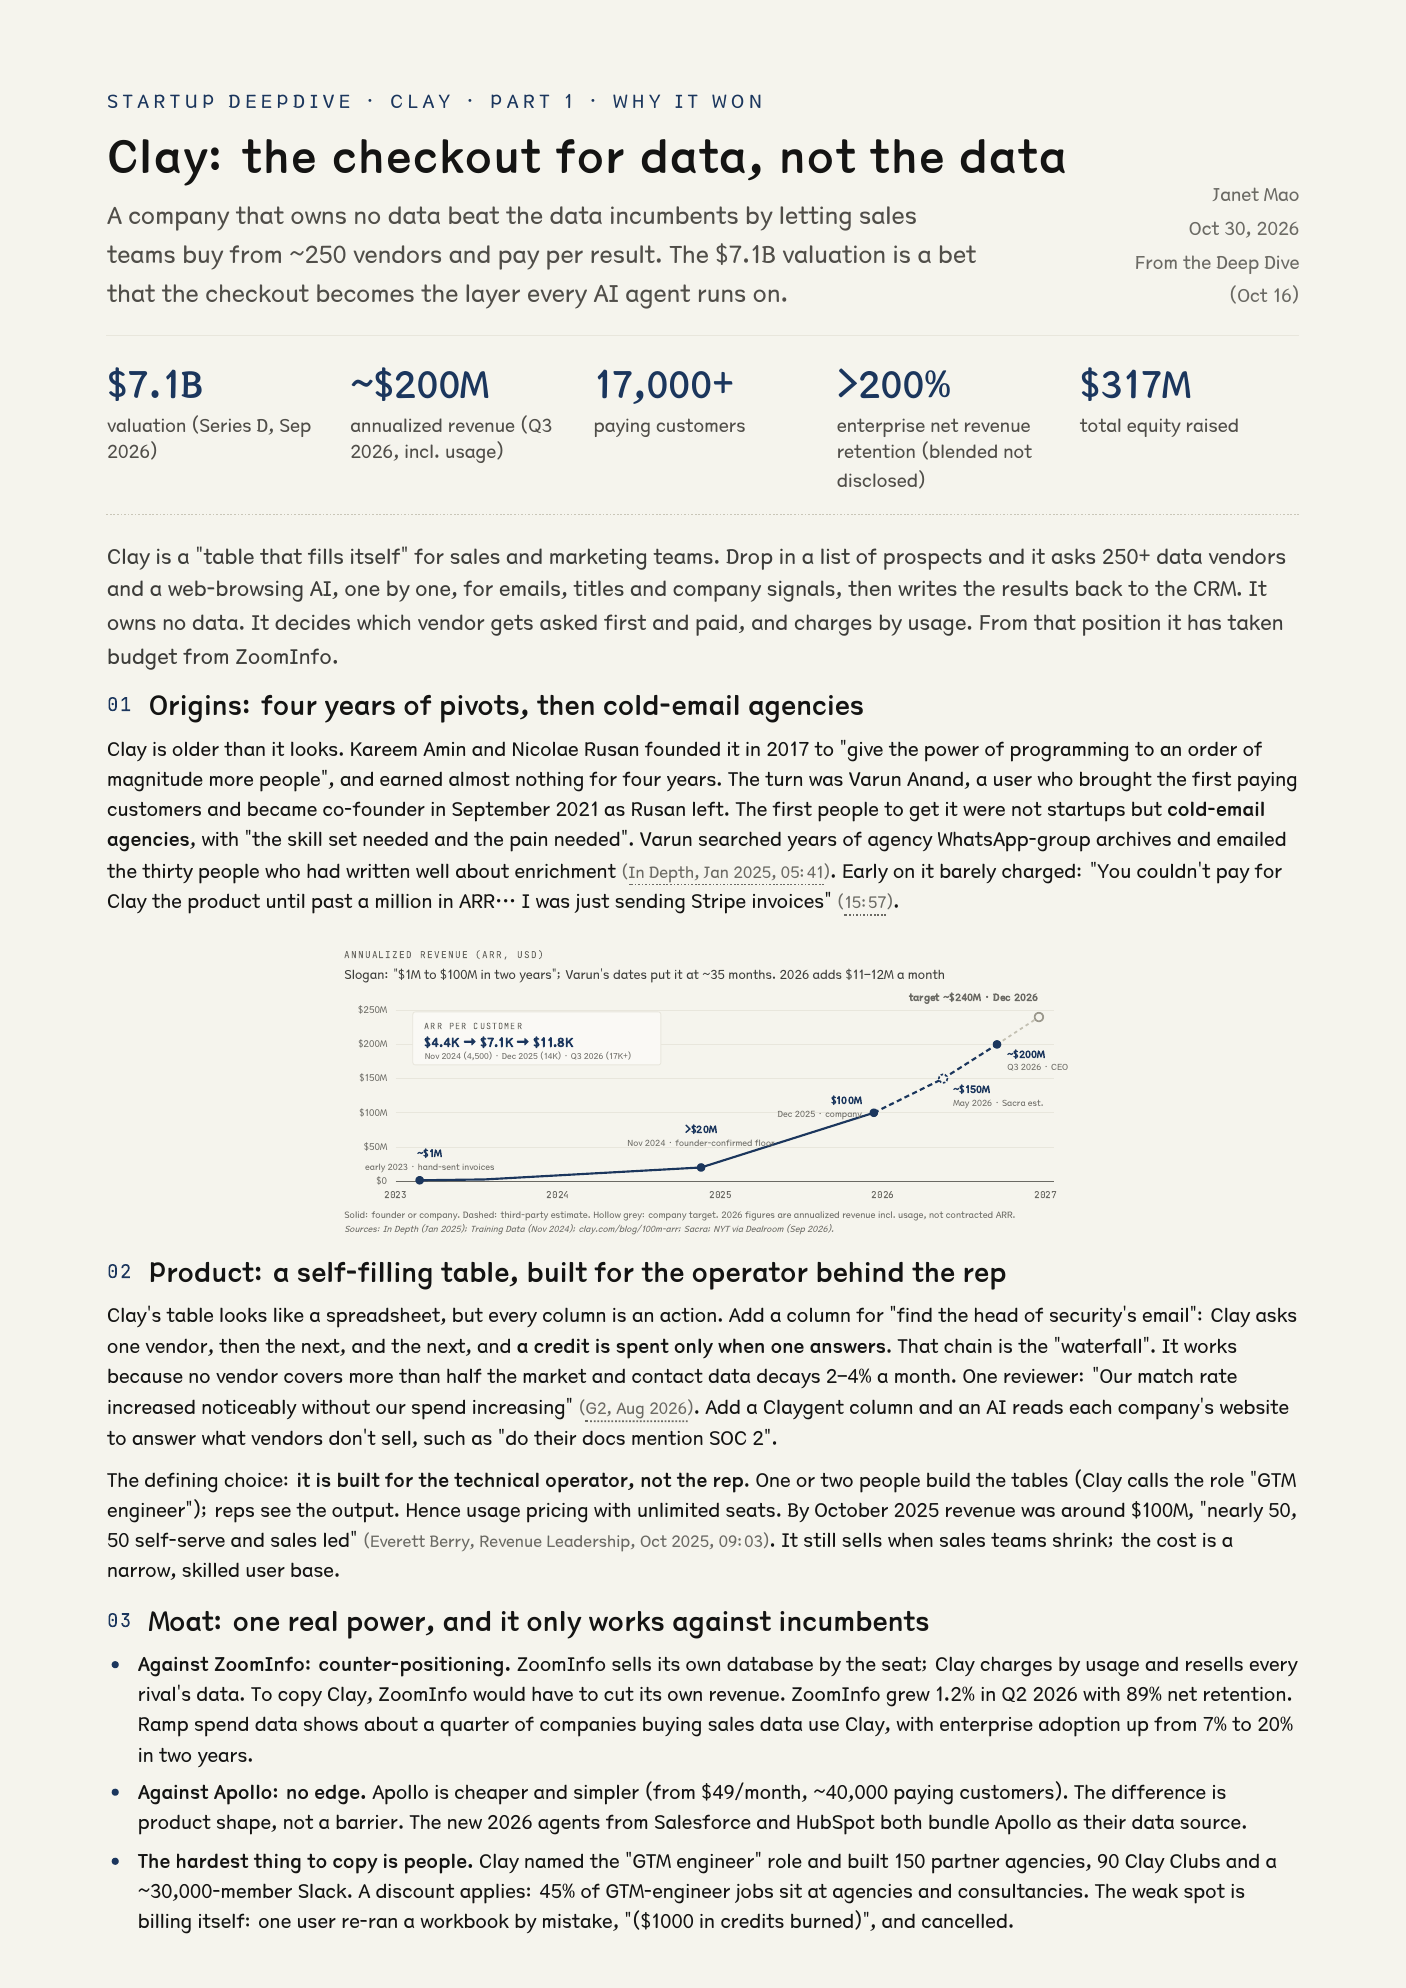 STARTUP DEEPDIVE · CLAY · PART 1 · WHY IT WON
Clay: the checkout for data, not the data
A company that owns no data beat the data incumbents by letting sales
teams buy from ~250 vendors and pay per result. The $7.1B valuation is a bet
that the checkout becomes the layer every AI agent runs on.
Janet Mao
Oct 30, 2026
From the Deep Dive
(Oct 16)
$7.1B
valuation (Series D, Sep
2026)
~$200M
annualized revenue (Q3
2026, incl. usage)
17,000+
paying customers
>200%
enterprise net revenue
retention (blended not
disclosed)
$317M
total equity raised
Clay is a "table that fills itself" for sales and marketing teams. Drop in a list of prospects and it asks 250+ data vendors
and a web-browsing AI, one by one, for emails, titles and company signals, then writes the results back to the CRM. It
owns no data. It decides which vendor gets asked first and paid, and charges by usage. From that position it has taken
budget from ZoomInfo.
01 Origins: four years of pivots, then cold-email agencies
Clay is older than it looks. Kareem Amin and Nicolae Rusan founded it in 2017 to "give the power of programming to an order of
magnitude more people", and earned almost nothing for four years. The turn was Varun Anand, a user who brought the first paying
customers and became co-founder in September 2021 as Rusan left. The first people to get it were not startups but cold-email
agencies, with "the skill set needed and the pain needed". Varun searched years of agency WhatsApp-group archives and emailed
the thirty people who had written well about enrichment (In Depth, Jan 2025, 05:41). Early on it barely charged: "You couldn't pay for
Clay the product until past a million in ARR··· I was just sending Stripe invoices" (15:57).
ANNUALIZED REVENUE (ARR, USD)
Slogan: "$1M to $100M in two years"; Varun's dates put it at ~35 months. 2026 adds $11–12M a month
target ~$240M · Dec 2026
$250M
$200M
$150M
$100M
$50M
$0
ARR PER CUSTOMER
$4.4K → $7.1K → $11.8K
Nov 2024 (4,500) · Dec 2025 (14K) · Q3 2026 (17K+)
~$200M
Q3 2026 · CEO
~$150M
May 2026 · Sacra est.
$100M
Dec 2025 · company
>$20M
Nov 2024 · founder-confirmed floor
~$1M
early 2023 · hand-sent invoices
2023
2024
2025
2026
2027
Solid: founder or company. Dashed: third-party estimate. Hollow grey: company target. 2026 figures are annualized revenue incl. usage, not contracted ARR.
Sources: In Depth (Jan 2025); Training Data (Nov 2024); clay.com/blog/100m-arr; Sacra; NYT via Dealroom (Sep 2026).
02 Product: a self-filling table, built for the operator behind the rep
Clay's table looks like a spreadsheet, but every column is an action. Add a column for "find the head of security's email": Clay asks
one vendor, then the next, and the next, and a credit is spent only when one answers. That chain is the "waterfall". It works
because no vendor covers more than half the market and contact data decays 2–4% a month. One reviewer: "Our match rate
increased noticeably without our spend increasing" (G2, Aug 2026). Add a Claygent column and an AI reads each company's website
to answer what vendors don't sell, such as "do their docs mention SOC 2".
The defining choice: it is built for the technical operator, not the rep. One or two people build the tables (Clay calls the role "GTM
engineer"); reps see the output. Hence usage pricing with unlimited seats. By October 2025 revenue was around $100M, "nearly 50,
50 self-serve and sales led" (Everett Berry, Revenue Leadership, Oct 2025, 09:03). It still sells when sales teams shrink; the cost is a
narrow, skilled user base.
03 Moat: one real power, and it only works against incumbents
• Against ZoomInfo: counter-positioning. ZoomInfo sells its own database by the seat; Clay charges by usage and resells every
rival's data. To copy Clay, ZoomInfo would have to cut its own revenue. ZoomInfo grew 1.2% in Q2 2026 with 89% net retention.
Ramp spend data shows about a quarter of companies buying sales data use Clay, with enterprise adoption up from 7% to 20%
in two years.
• Against Apollo: no edge. Apollo is cheaper and simpler (from $49/month, ~40,000 paying customers). The difference is
product shape, not a barrier. The new 2026 agents from Salesforce and HubSpot both bundle Apollo as their data source.
• The hardest thing to copy is people. Clay named the "GTM engineer" role and built 150 partner agencies, 90 Clay Clubs and a
~30,000-member Slack. A discount applies: 45% of GTM-engineer jobs sit at agencies and consultancies. The weak spot is
billing itself: one user re-ran a workbook by mistake, "($1000 in credits burned)", and cancelled.